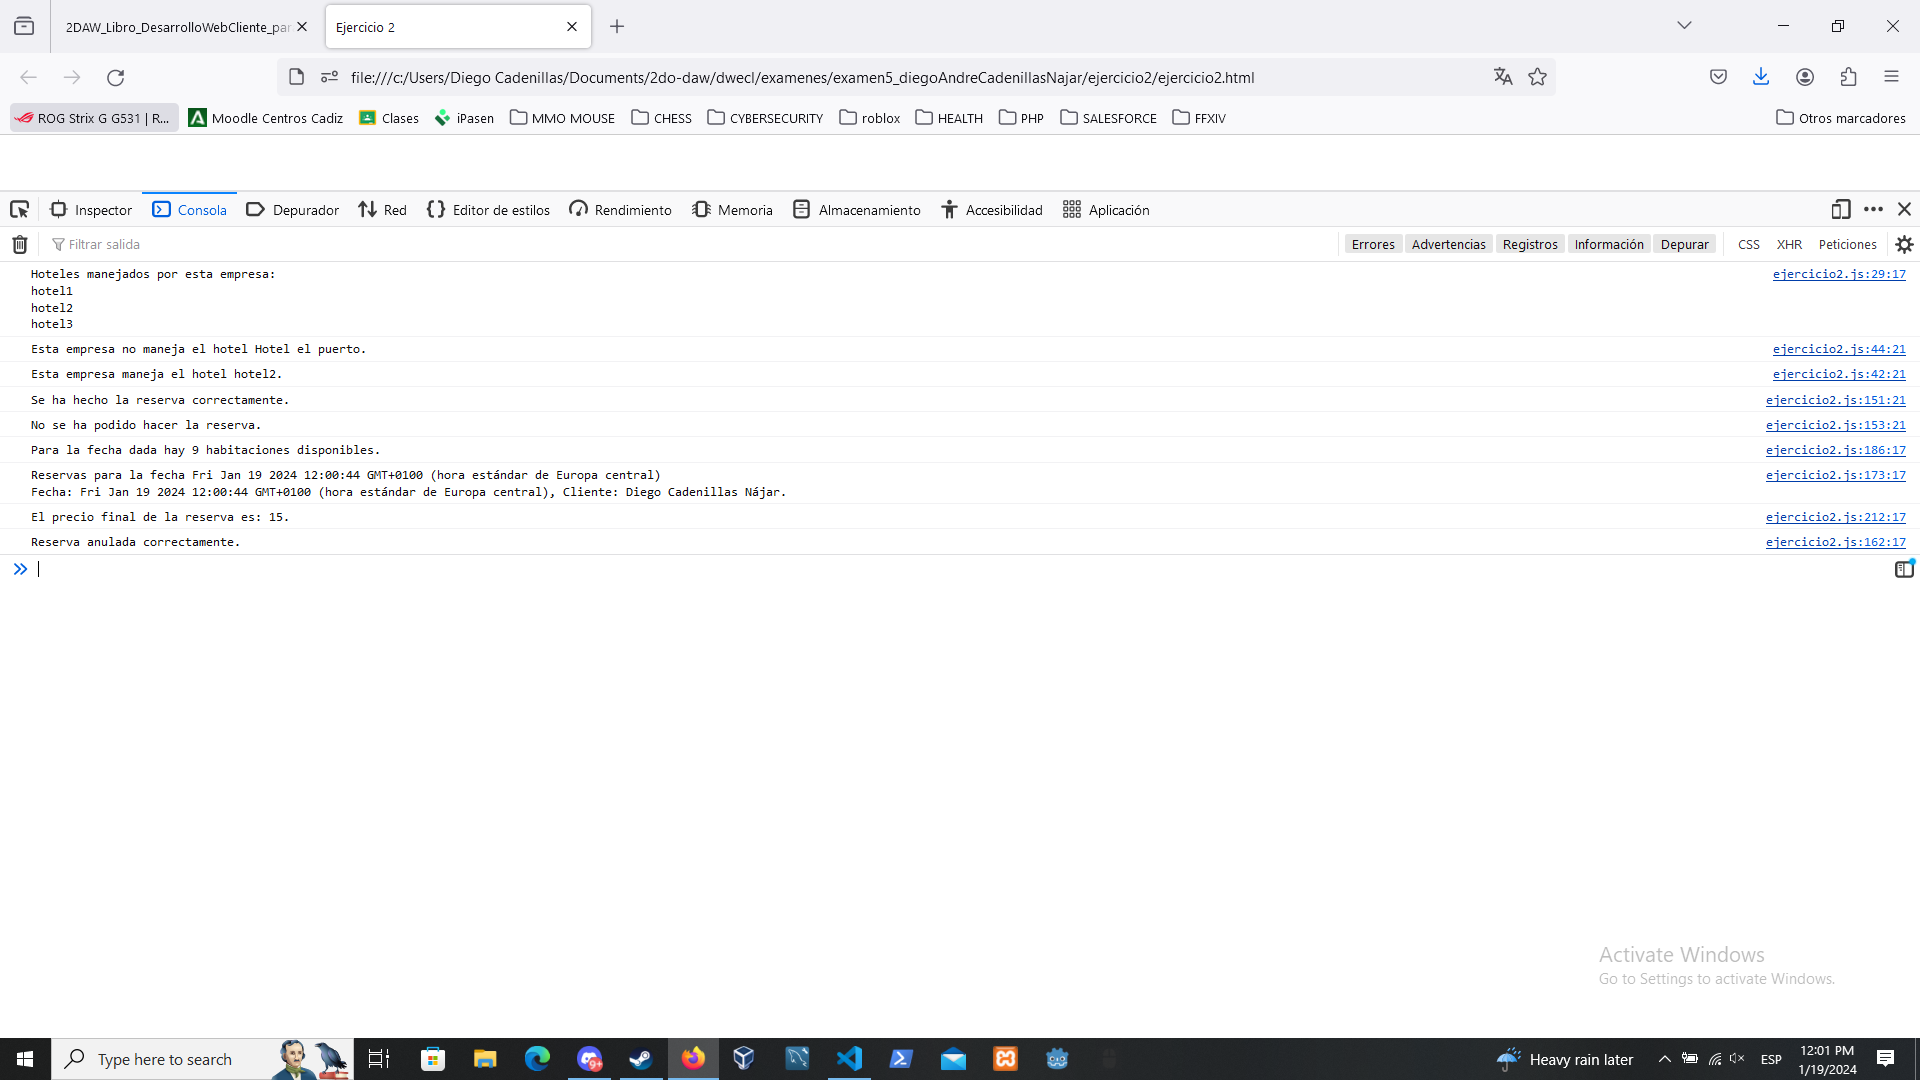 2DAW_Libro_DesarrolloWebCliente_par
Ejercicio 2
file:///c:/Users/Diego Cadenillas/Documents/2do-daw/dwecl/examenes/examen5_diegoAndreCadenillasNajar/ejercicio2/ejercicio2.html
ROG Strix G G531 | R...
Moodle Centros Cadiz
Clases
iPasen
MMO MOUSE
CHESS
CYBERSECURITY
roblox
HEALTH
PHP
SALESFORCE
FFXIV
Otros marcadores
Inspector
Consola
Depurador
Red
Editor de estilos
Rendimiento
Memoria
Almacenamiento
Accesibilidad
Aplicación
Filtrar salida
Errores
Advertencias
Registros
Información
Depurar
CSS
XHR
Peticiones
Hoteles manejados por esta empresa: ejercicio2.js:29:17
hotel1
hotel2
hotel3
Esta empresa no maneja el hotel Hotel el puerto. ejercicio2.js:44:21
Esta empresa maneja el hotel hotel2. ejercicio2.js:42:21
Se ha hecho la reserva correctamente. ejercicio2.js:151:21
No se ha podido hacer la reserva. ejercicio2.js:153:21
Para la fecha dada hay 9 habitaciones disponibles. ejercicio2.js:186:17
Reservas para la fecha Fri Jan 19 2024 12:00:44 GMT+0100 (hora estándar de Europa central) ejercicio2.js:173:17
Fecha: Fri Jan 19 2024 12:00:44 GMT+0100 (hora estándar de Europa central), Cliente: Diego Cadenillas Nájar.
El precio final de la reserva es: 15. ejercicio2.js:212:17
Reserva anulada correctamente. ejercicio2.js:162:17
Activate Windows
Go to Settings to activate Windows.
Type here to search
9+
Heavy rain later
ESP
12:01 PM
1/19/2024